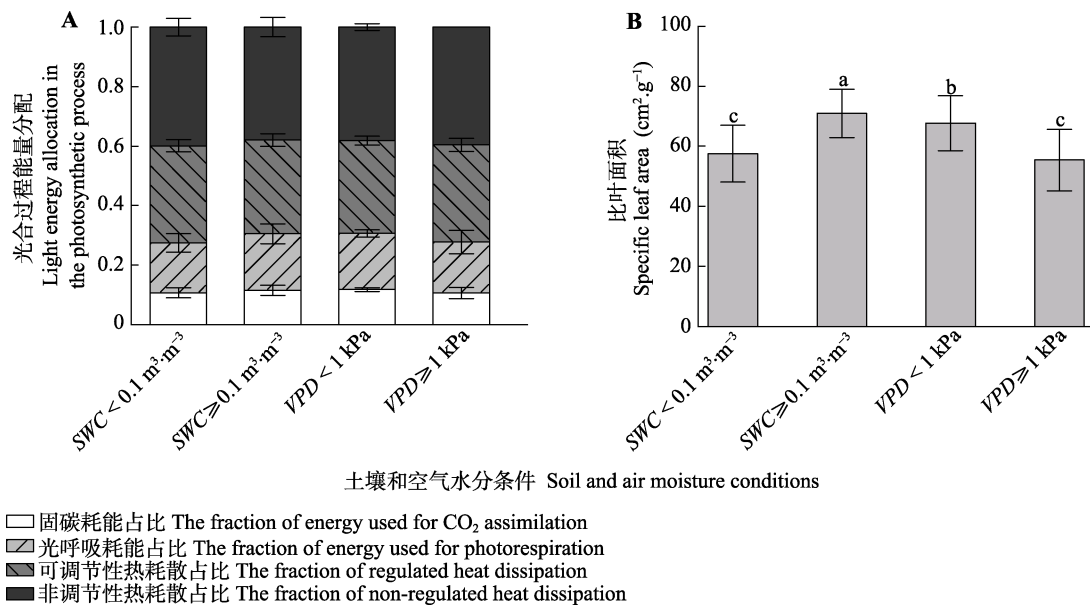 A
光合过程能量分配
Light energy allocation in
the photosynthetic process
1.0
0.8
0.6
0.4
0.2
0
SWC < 0.1 m³·m⁻³
SWC ≥ 0.1 m³·m⁻³
VPD < 1 kPa
VPD ≥ 1 kPa
B
比叶面积
Specific leaf area (cm²·g⁻¹)
100
80
60
40
20
0
c
a
b
c
SWC < 0.1 m³·m⁻³
SWC ≥ 0.1 m³·m⁻³
VPD < 1 kPa
VPD ≥ 1 kPa
土壤和空气水分条件 Soil and air moisture conditions
固碳耗能占比 The fraction of energy used for CO₂ assimilation
光呼吸耗能占比 The fraction of energy used for photorespiration
可调节性热耗散占比 The fraction of regulated heat dissipation
非调节性热耗散占比 The fraction of non-regulated heat dissipation